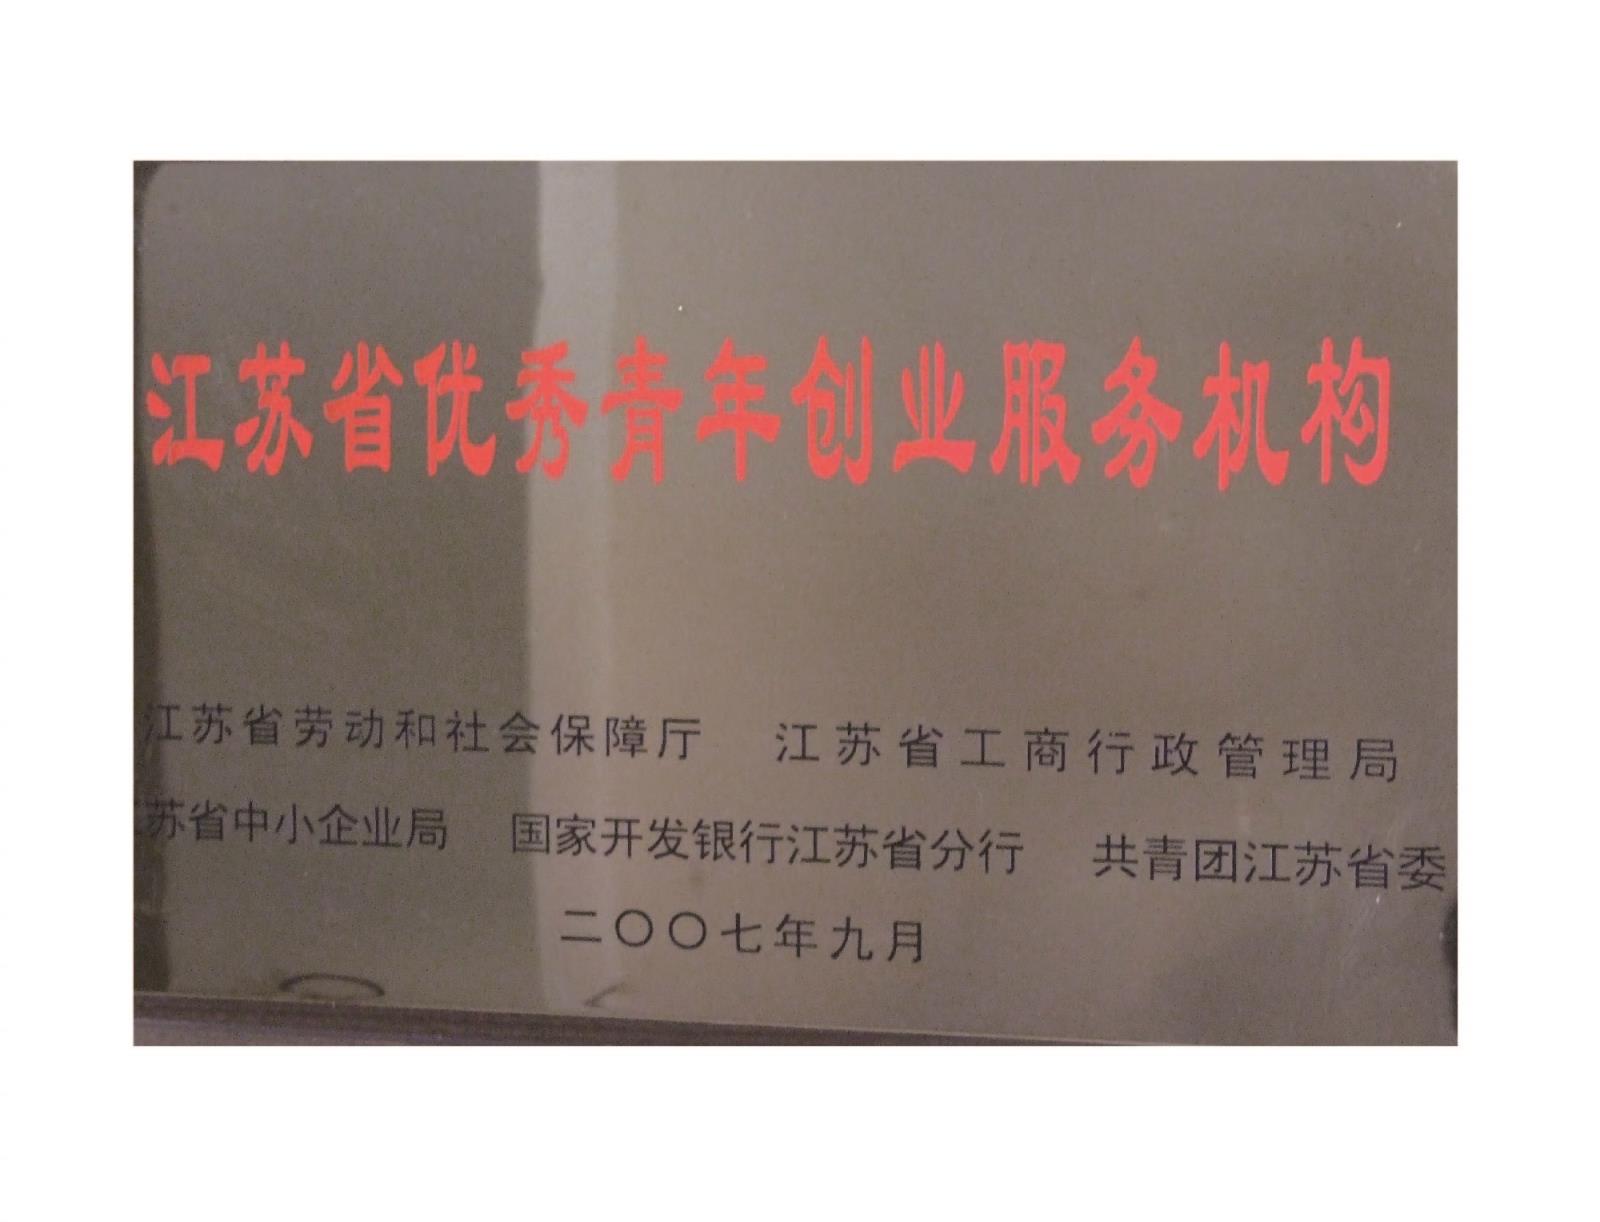 江苏省优秀青年创业服务机构
江苏省劳动和社会保障厅 江苏省工商行政管理局
苏省中小企业局 国家开发银行江苏省分行 共青团江苏省委
二〇〇七年九月